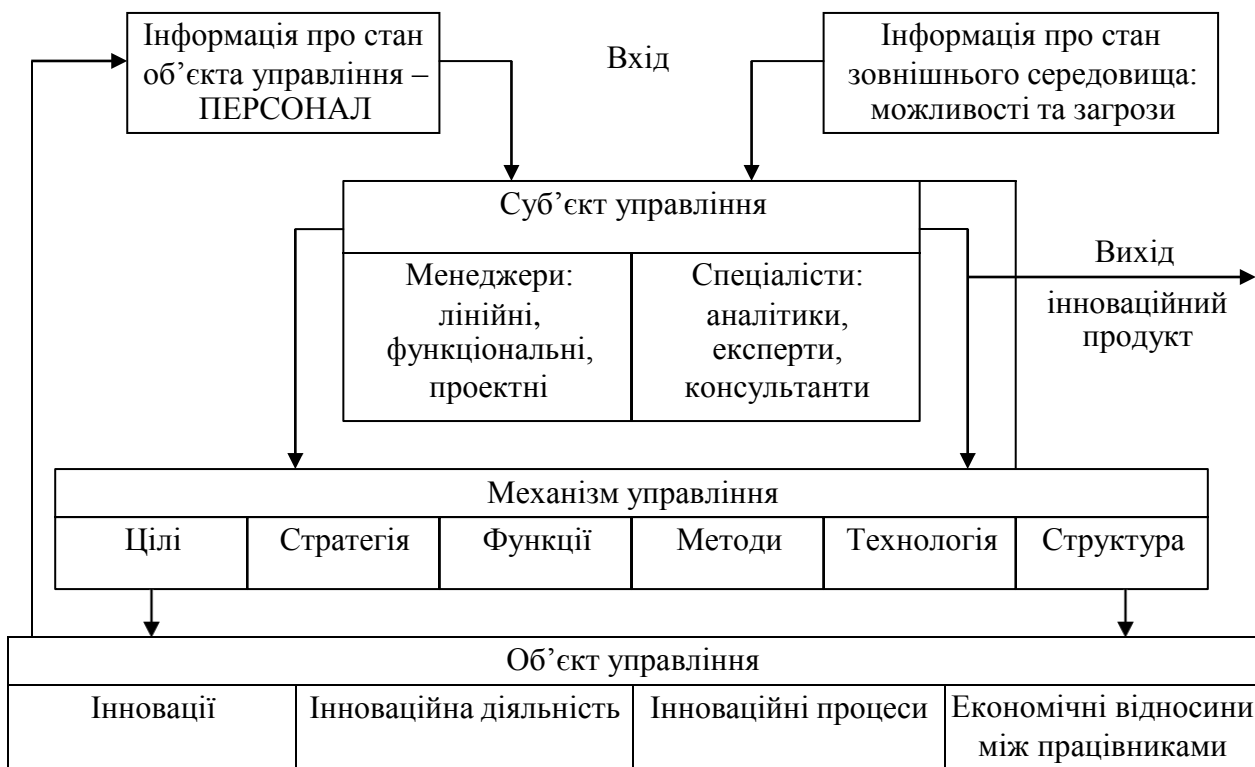 Інформація про стан
об’єкта управління –
ПЕРСОНАЛ
Вхід
Інформація про стан
зовнішнього середовища:
можливості та загрози
Суб’єкт управління
Менеджери:
лінійні,
функціональні,
проектні
Спеціалісти:
аналітики,
експерти,
консультанти
Вихід
інноваційний
продукт
Механізм управління
Цілі
Стратегія
Функції
Методи
Технологія
Структура
Об’єкт управління
Інновації
Інноваційна діяльність
Інноваційні процеси
Економічні відносини
між працівниками